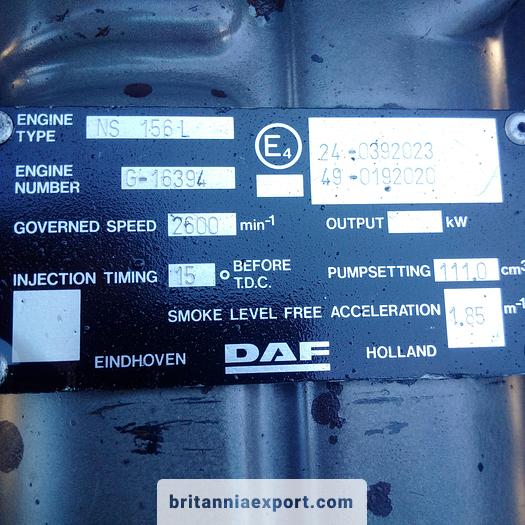 ENGINE TYPE NS 156 L
E4
24-0392023
49-0192020
ENGINE NUMBER G-16394
GOVERNED SPEED 2600 min-1 OUTPUT kW
INJECTION TIMING 15 ° BEFORE T.D.C. PUMPSETTING 111.0 cm3
SMOKE LEVEL FREE ACCELERATION 1.85 m-1
EINDHOVEN DAF HOLLAND
britanniaexport.com